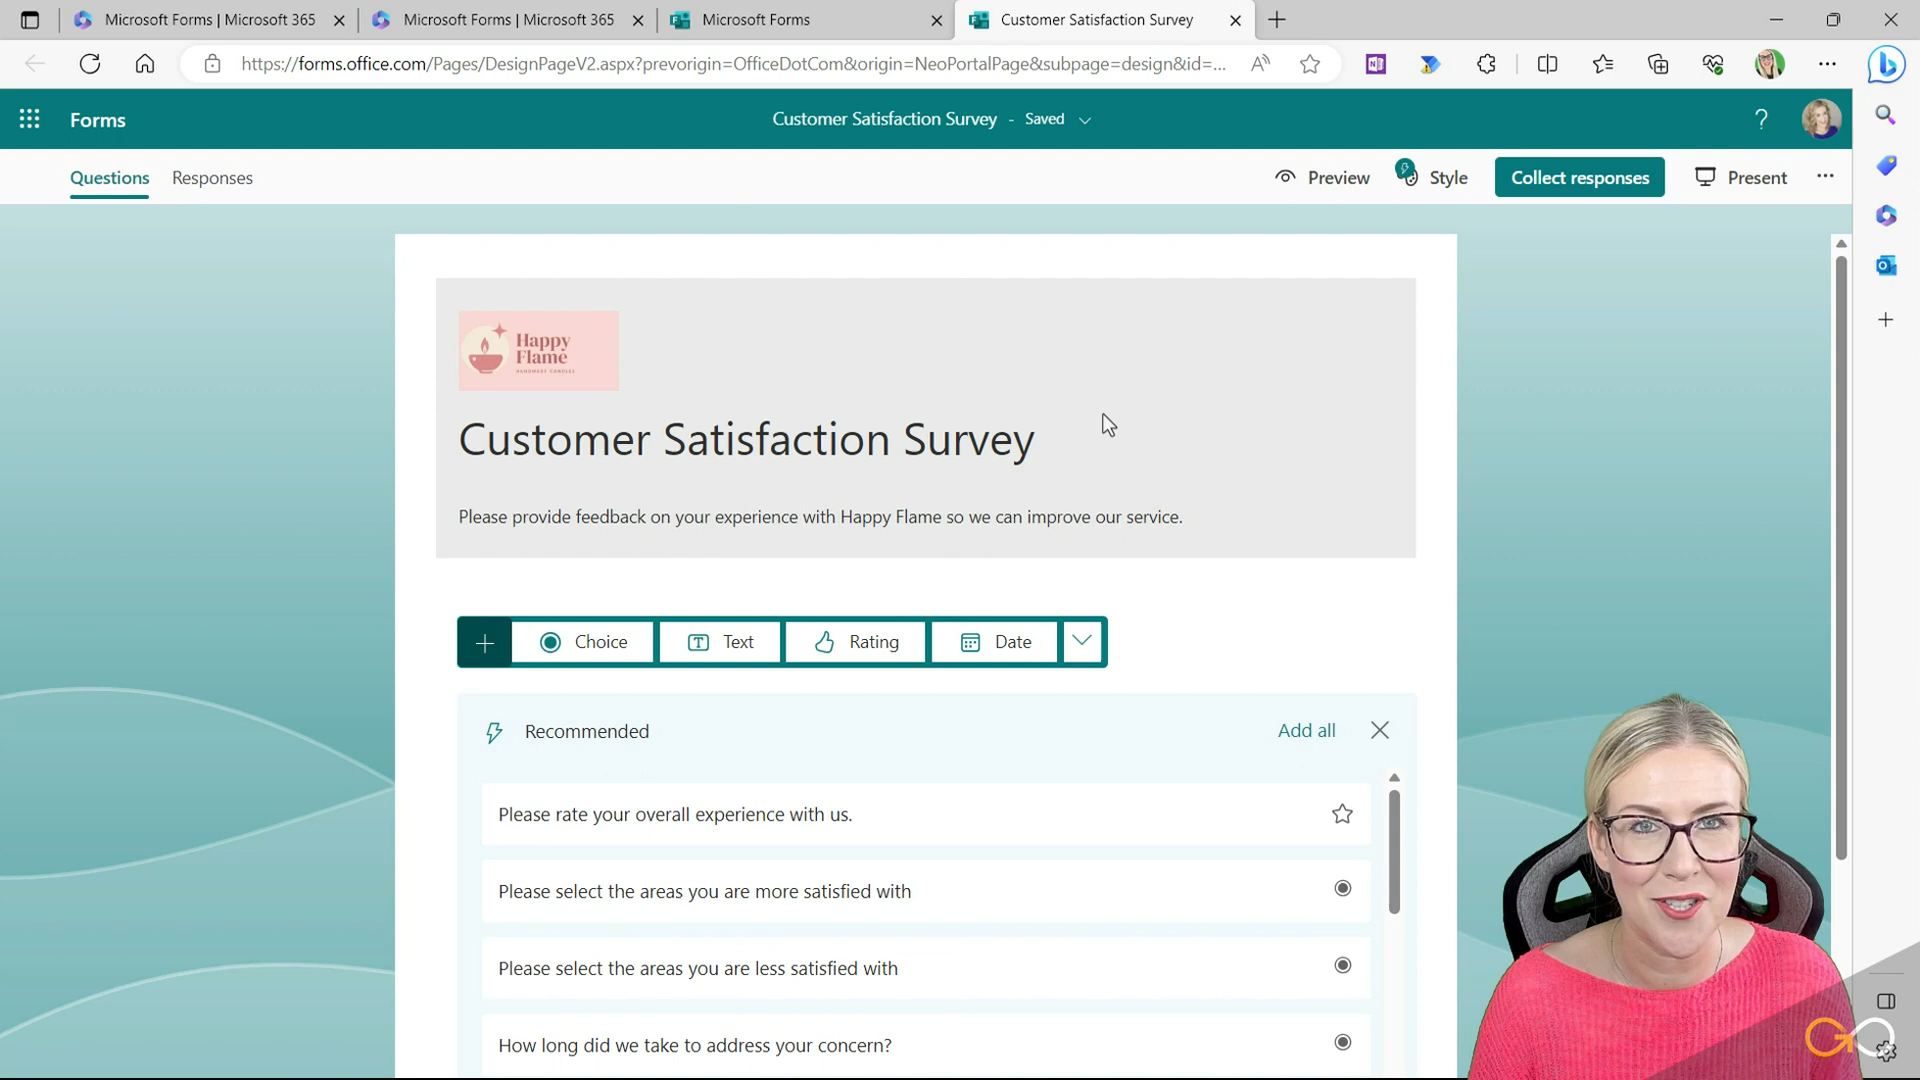 Microsoft Forms | Microsoft 365
Microsoft Forms | Microsoft 365
Microsoft Forms
Customer Satisfaction Survey
https://forms.office.com/Pages/DesignPageV2.aspx?prevorigin=OfficeDotCom&origin=NeoPortalPage&subpage=design&id=...
Forms
Customer Satisfaction Survey - Saved
?
Questions
Responses
Preview
Style
Collect responses
Present
Happy
Flame
HANDMADE CANDLES
Customer Satisfaction Survey
Please provide feedback on your experience with Happy Flame so we can improve our service.
Choice
Text
Rating
Date
Recommended
Add all
Please rate your overall experience with us.
Please select the areas you are more satisfied with
Please select the areas you are less satisfied with
How long did we take to address your concern?